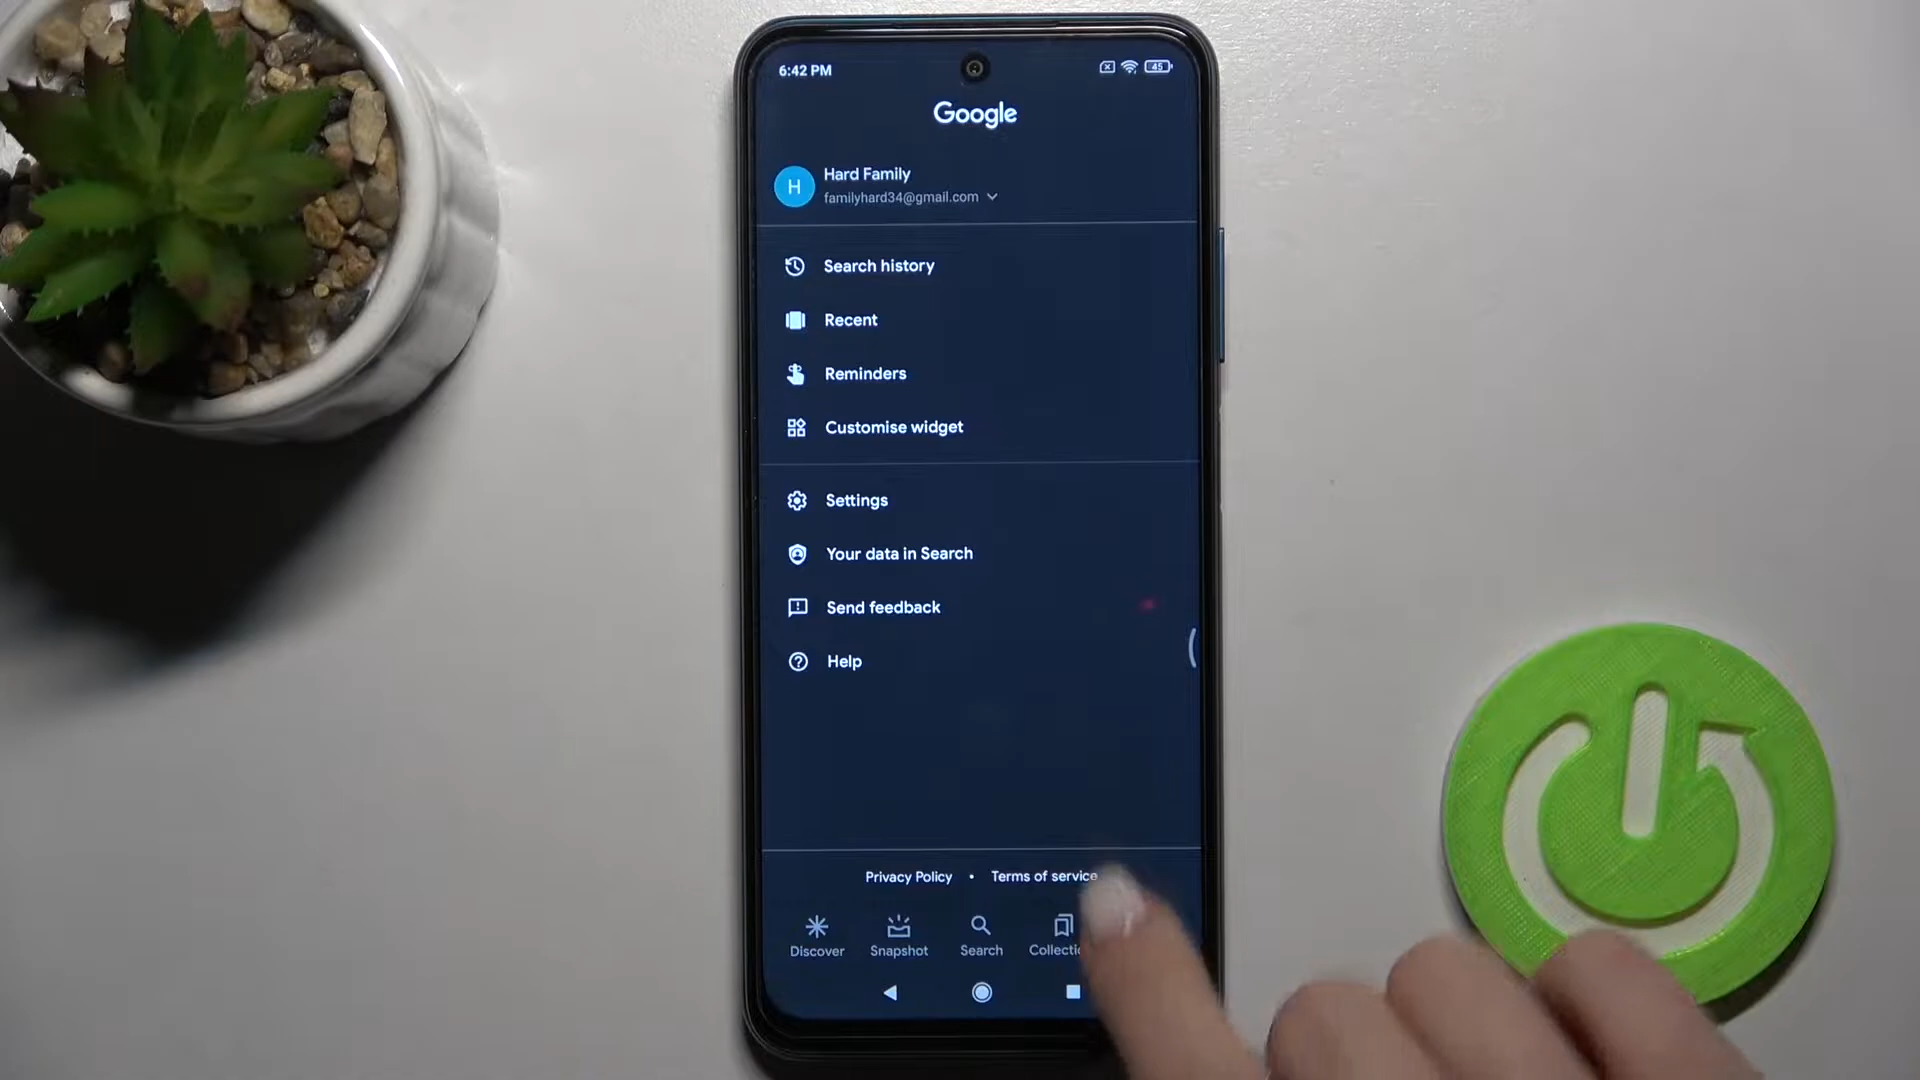 6:42 PM
45
Google
H
Hard Family
familyhard34@gmail.com
Search history
Recent
Reminders
Customise widget
Settings
Your data in Search
Send feedback
Help
Privacy Policy • Terms of service
Discover Snapshot Search